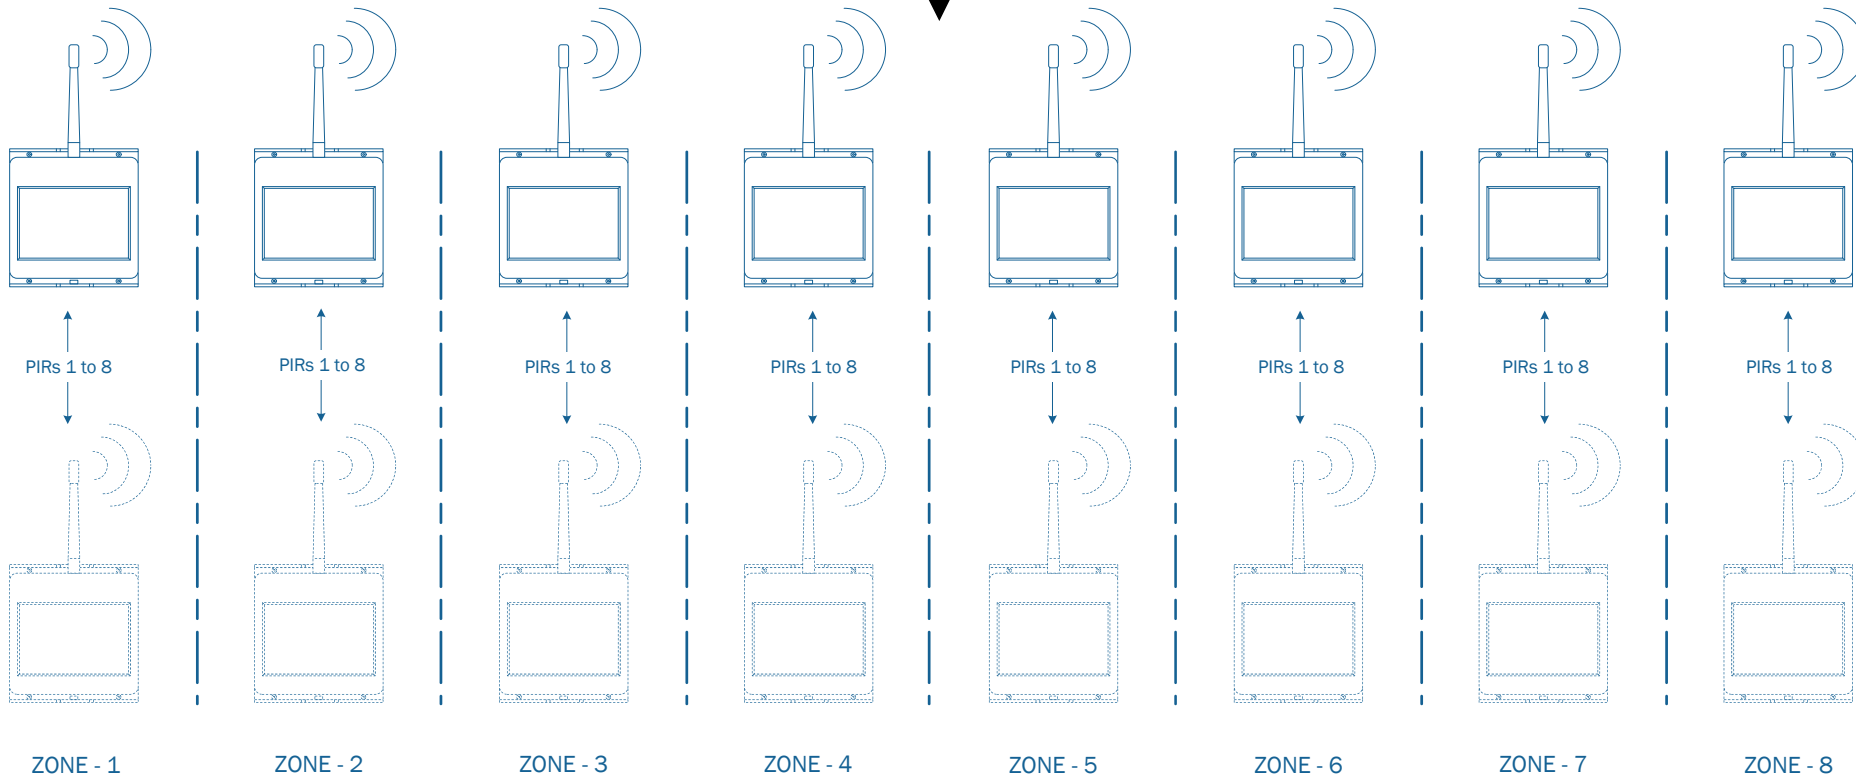 PIRs 1 to 8
PIRs 1 to 8
PIRs 1 to 8
PIRs 1 to 8
PIRs 1 to 8
PIRs 1 to 8
PIRs 1 to 8
PIRs 1 to 8
ZONE - 1
ZONE - 2
ZONE - 3
ZONE - 4
ZONE - 5
ZONE - 6
ZONE - 7
ZONE - 8